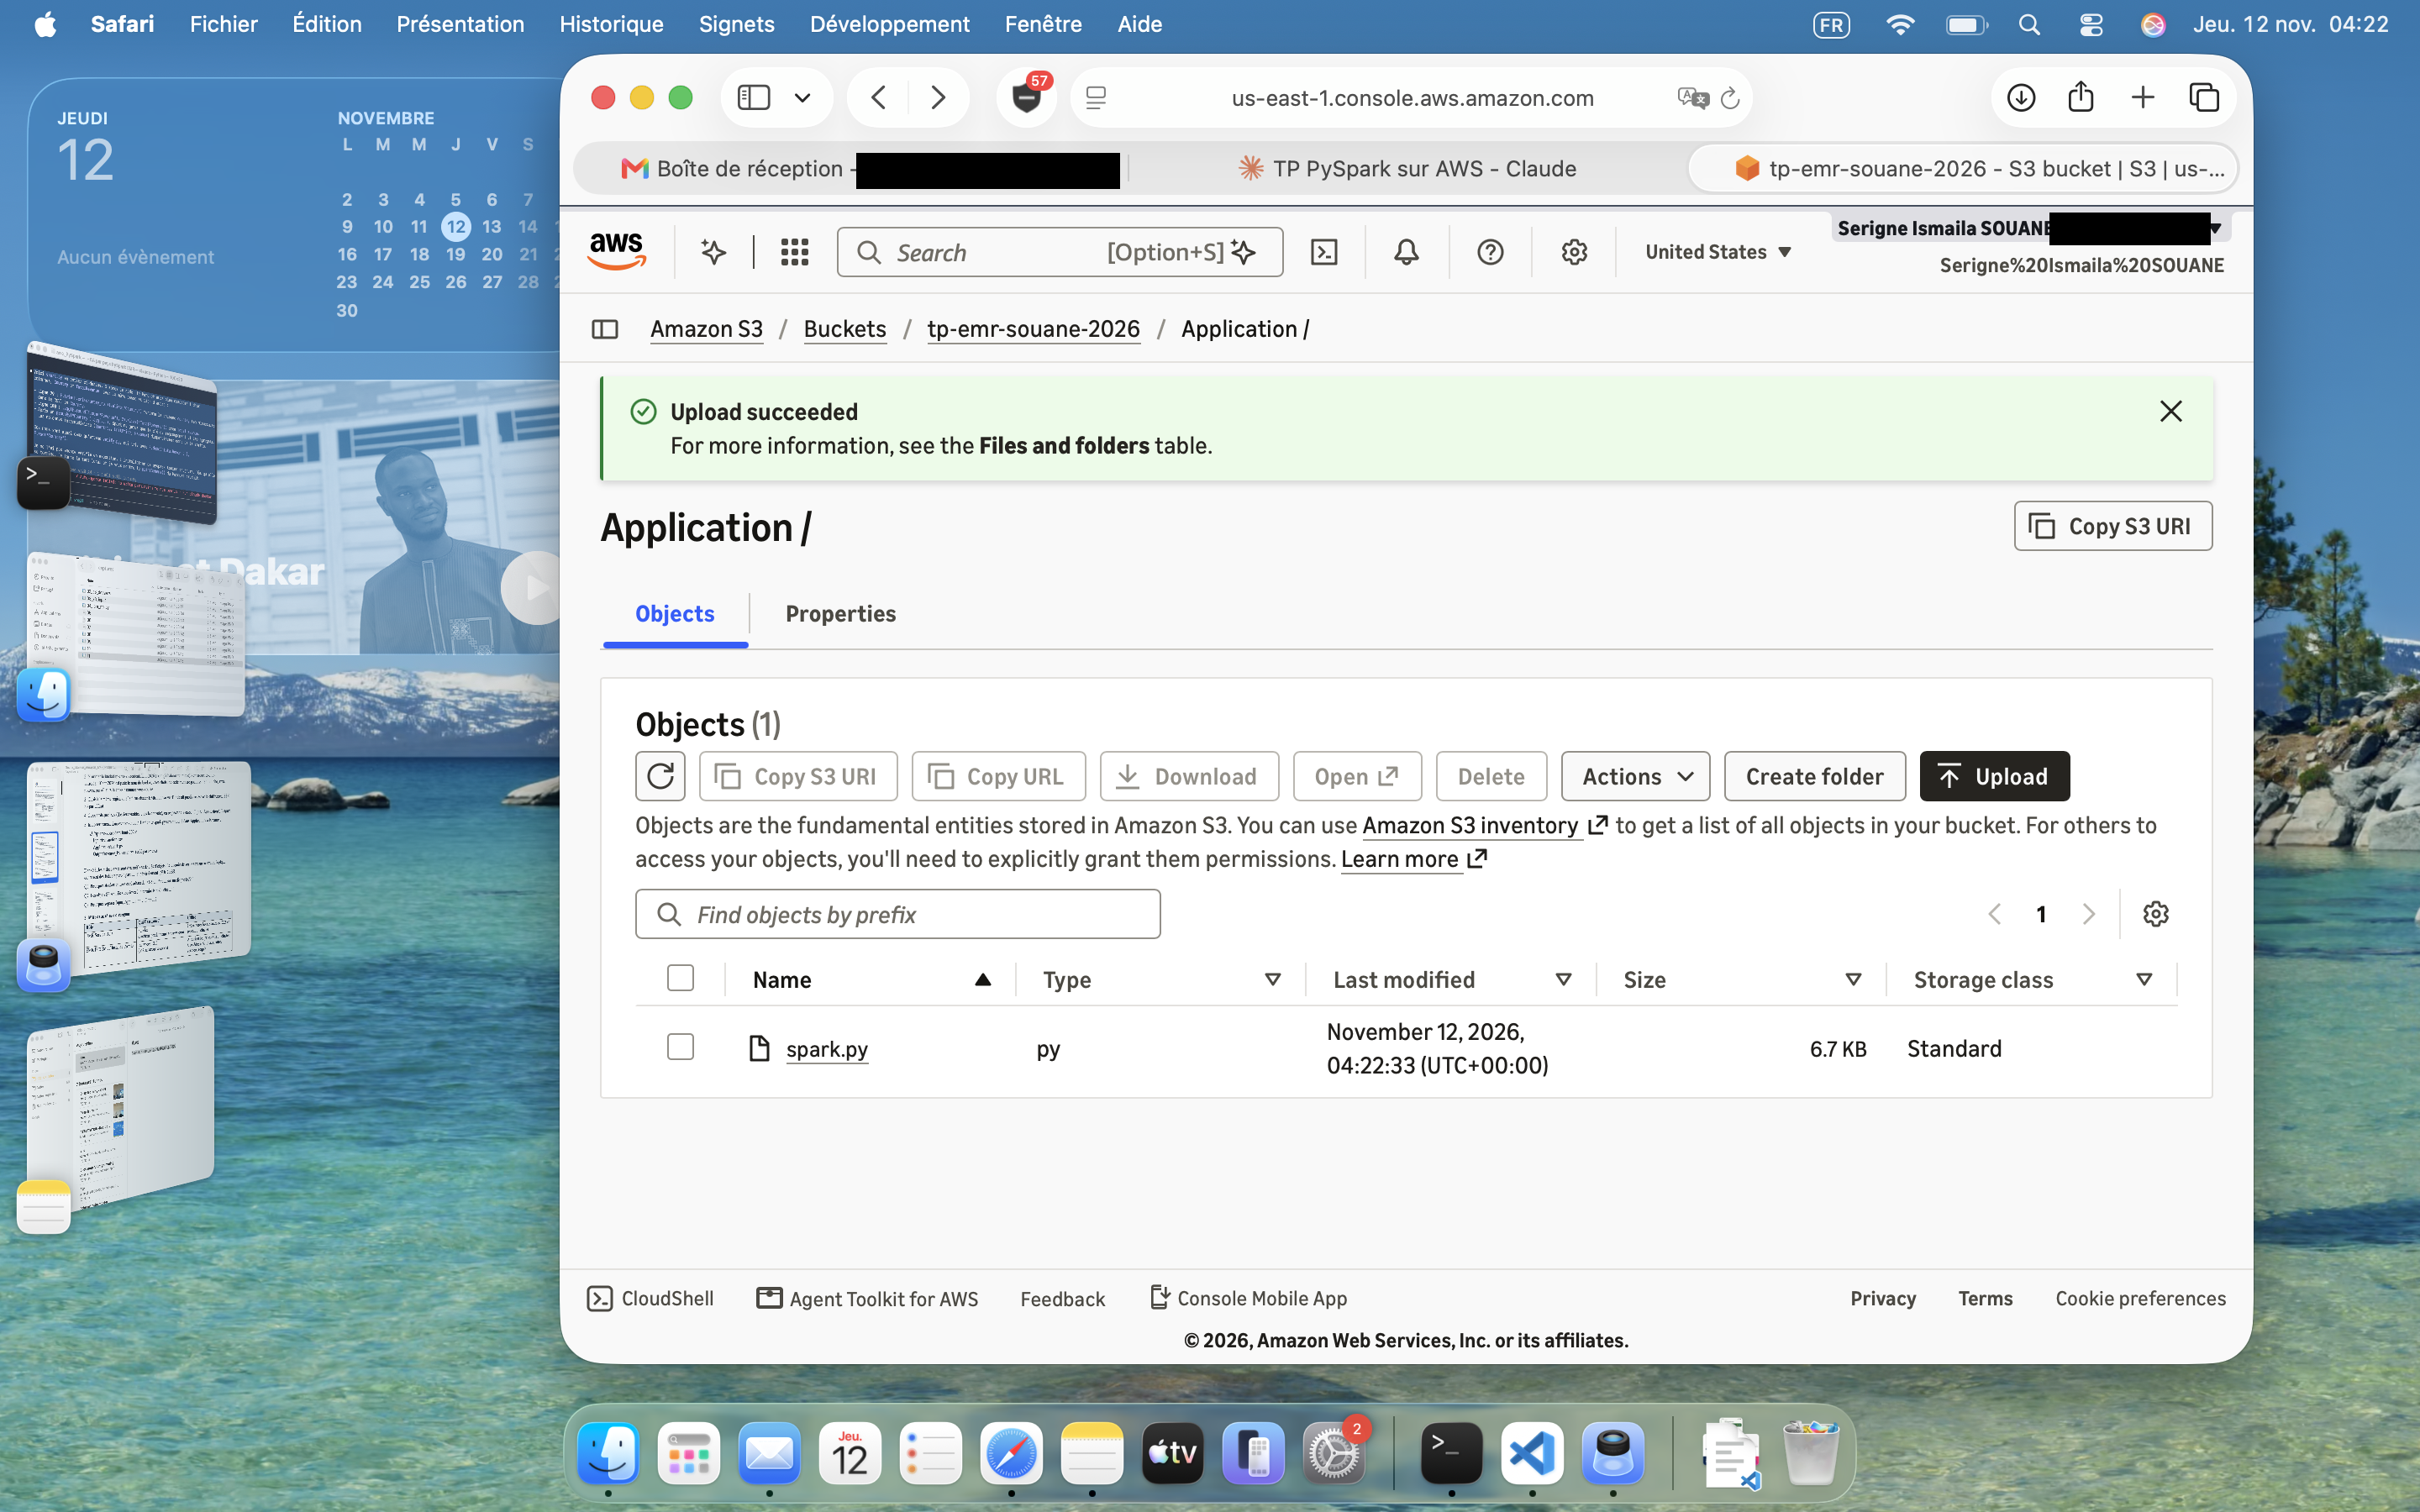 Safari Fichier Édition Présentation Historique Signets Développement Fenêtre Aide FR Jeu. 12 nov. 04:22
JEUDI
12
Aucun évènement
NOVEMBRE
L M M J V S
2 3 4 5 6 7
9 10 11 12 13 14
16 17 18 19 20 21
23 24 25 26 27 28
30
Dakar
57
us-east-1.console.aws.amazon.com
Boîte de réception -
TP PySpark sur AWS - Claude
tp-emr-souane-2026 - S3 bucket | S3 | us-...
aws
Search [Option+S]
United States
Serigne Ismaila SOUANE
Serigne%20Ismaila%20SOUANE
Amazon S3 / Buckets / tp-emr-souane-2026 / Application /
Upload succeeded
For more information, see the Files and folders table.
Application /
Copy S3 URI
Objects Properties
Objects (1)
Copy S3 URI Copy URL Download Open Delete Actions Create folder Upload
Objects are the fundamental entities stored in Amazon S3. You can use Amazon S3 inventory to get a list of all objects in your bucket. For others to
access your objects, you'll need to explicitly grant them permissions. Learn more
Find objects by prefix
1
Name Type Last modified Size Storage class
spark.py py November 12, 2026, 6.7 KB Standard
04:22:33 (UTC+00:00)
CloudShell Agent Toolkit for AWS Feedback Console Mobile App Privacy Terms Cookie preferences
© 2026, Amazon Web Services, Inc. or its affiliates.
Jeu.
12
tv
2